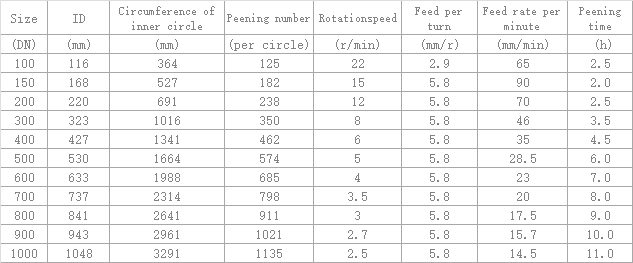 Size ID Circumference of inner circle Peening number Rotationspeed Feed per turn Feed rate per minute Peening time
(DN) (mm) (mm) (per circle) (r/min) (mm/r) (mm/min) (h)
100 116 364 125 22 2.9 65 2.5
150 168 527 182 15 5.8 90 2.0
200 220 691 238 12 5.8 70 2.5
300 323 1016 350 8 5.8 46 3.5
400 427 1341 462 6 5.8 35 4.5
500 530 1664 574 5 5.8 28.5 6.0
600 633 1988 685 4 5.8 23 7.0
700 737 2314 798 3.5 5.8 20 8.0
800 841 2641 911 3 5.8 17.5 9.0
900 943 2961 1021 2.7 5.8 15.7 10.0
1000 1048 3291 1135 2.5 5.8 14.5 11.0